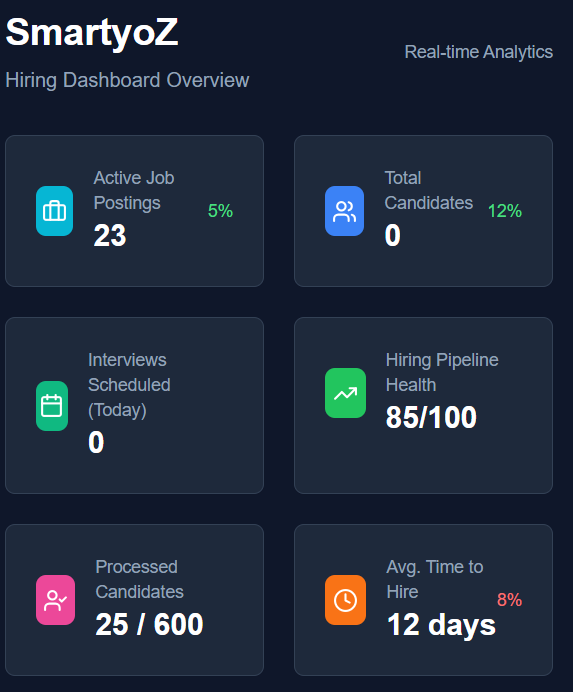 SmartyoZ
Real-time Analytics
Hiring Dashboard Overview
Active Job
Postings
23
5%
Total
Candidates
0
12%
Interviews
Scheduled
(Today)
0
Hiring Pipeline
Health
85/100
Processed
Candidates
25 / 600
Avg. Time to
Hire
12 days
8%